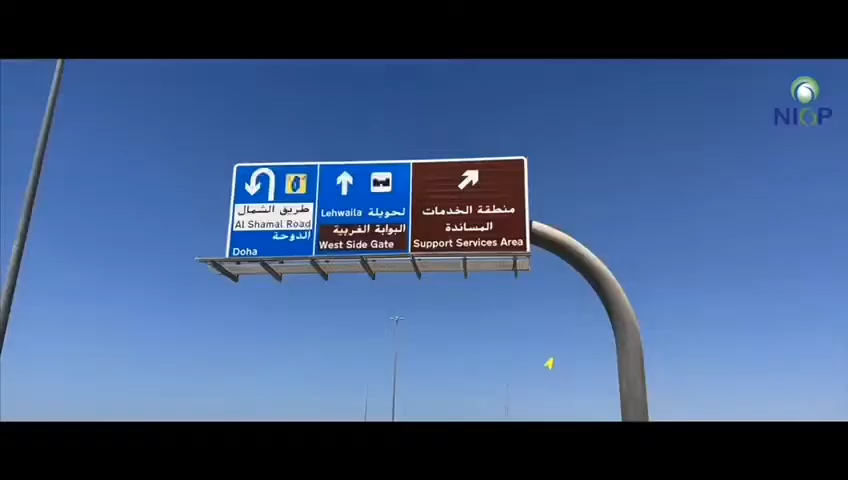 طريق الشمال
Al Shamal Road
الدوحة
Doha
Lehwaila لحويلة
البوابة الغربية
West Side Gate
منطقة الخدمات
المساندة
Support Services Area
NIOP